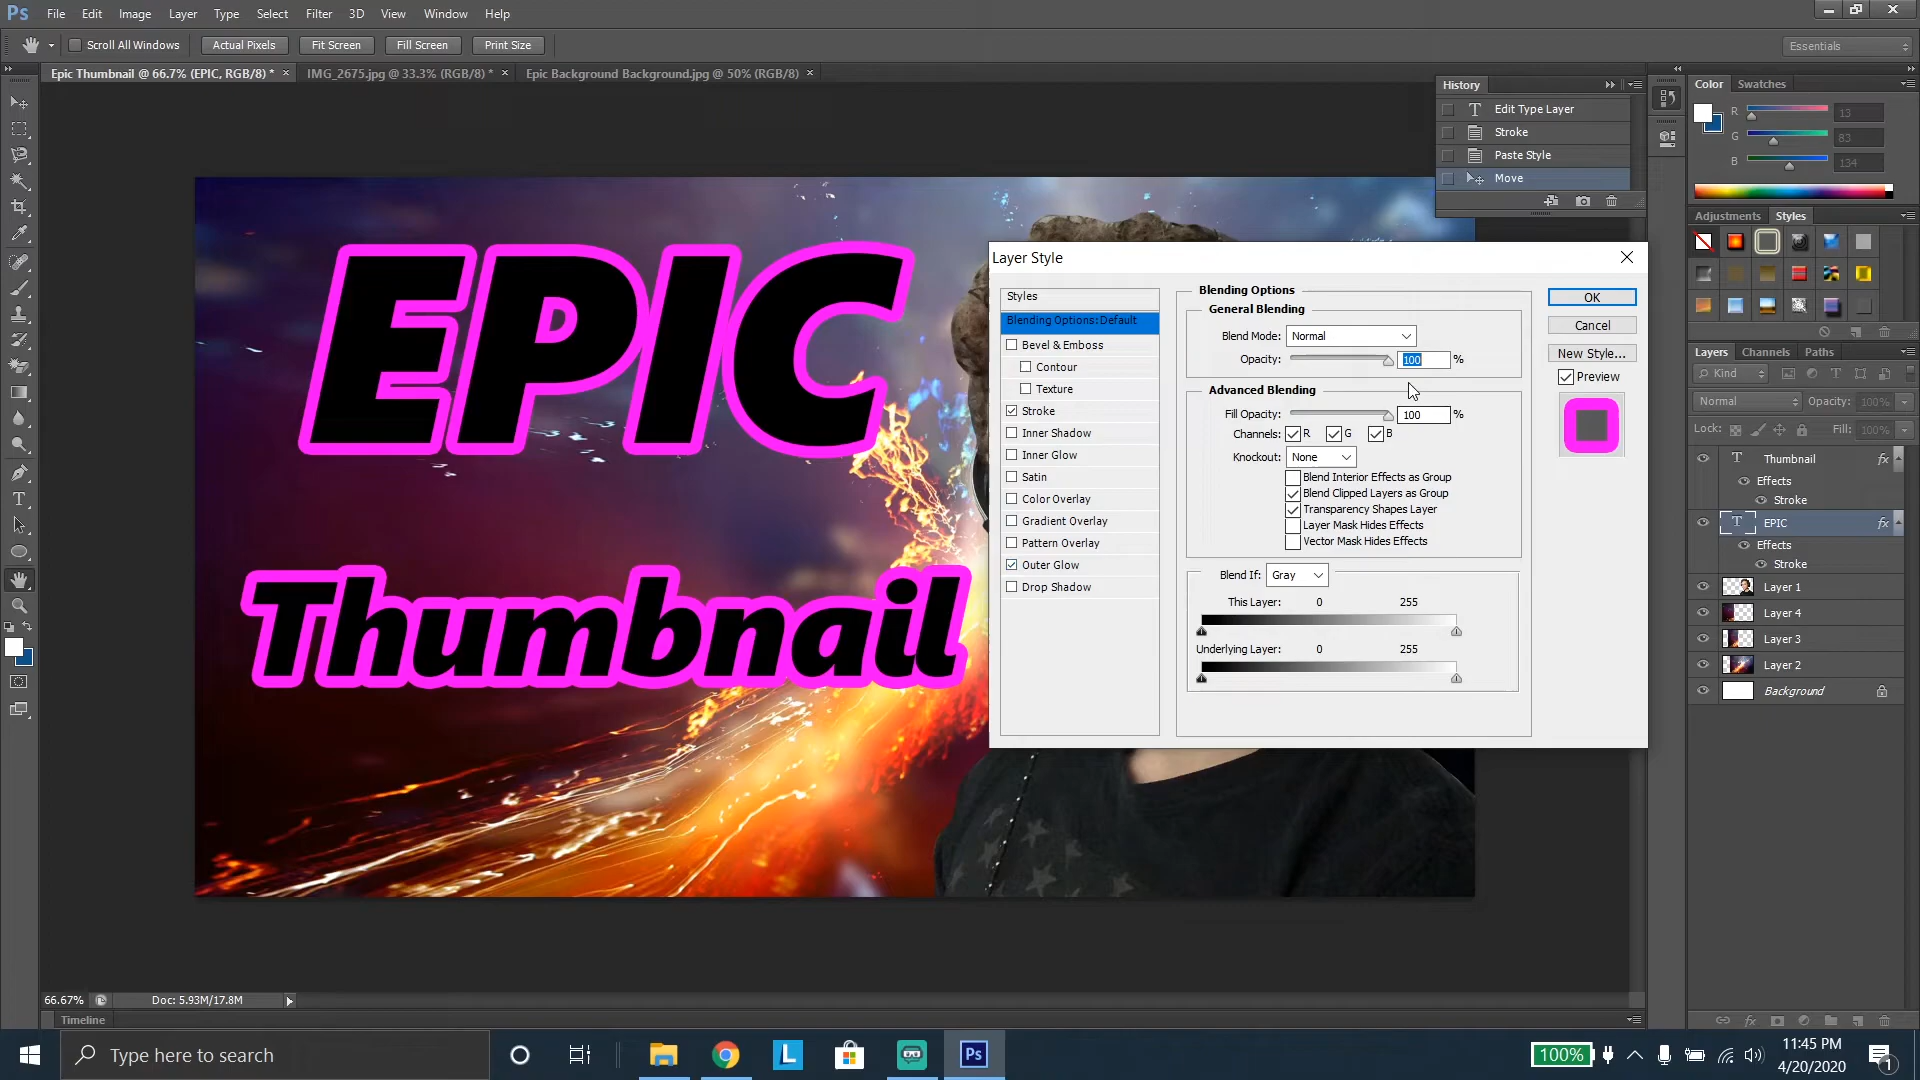 Ps File Edit Image Layer Type Select Filter 3D View Window Help
Scroll All Windows Actual Pixels Fit Screen Fill Screen Print Size Essentials
Epic Thumbnail @ 66.7% (EPIC, RGB/8) * × IMG_2675.jpg @ 33.3% (RGB/8) * × Epic Background Background.jpg @ 50% (RGB/8) ×
History
Edit Type Layer
Stroke
Paste Style
Move
Color Swatches
R 13
G 83
B 134
Adjustments Styles
EPIC
Thumbnail
Layer Style
Styles
Blending Options:Default
Bevel & Emboss
Contour
Texture
Stroke
Inner Shadow
Inner Glow
Satin
Color Overlay
Gradient Overlay
Pattern Overlay
Outer Glow
Drop Shadow
Blending Options
General Blending
Blend Mode: Normal
Opacity: 100 %
Advanced Blending
Fill Opacity: 100 %
Channels: R G B
Knockout: None
Blend Interior Effects as Group
Blend Clipped Layers as Group
Transparency Shapes Layer
Layer Mask Hides Effects
Vector Mask Hides Effects
Blend If: Gray
This Layer: 0 255
Underlying Layer: 0 255
OK
Cancel
New Style...
Preview
Layers Channels Paths
Kind
Normal Opacity: 100%
Lock: Fill: 100%
T Thumbnail fx
Effects
Stroke
T EPIC fx
Effects
Stroke
Layer 1
Layer 4
Layer 3
Layer 2
Background
66.67% Doc: 5.93M/17.8M
Timeline
Type here to search
L
Ps
100%
11:45 PM
4/20/2020
1